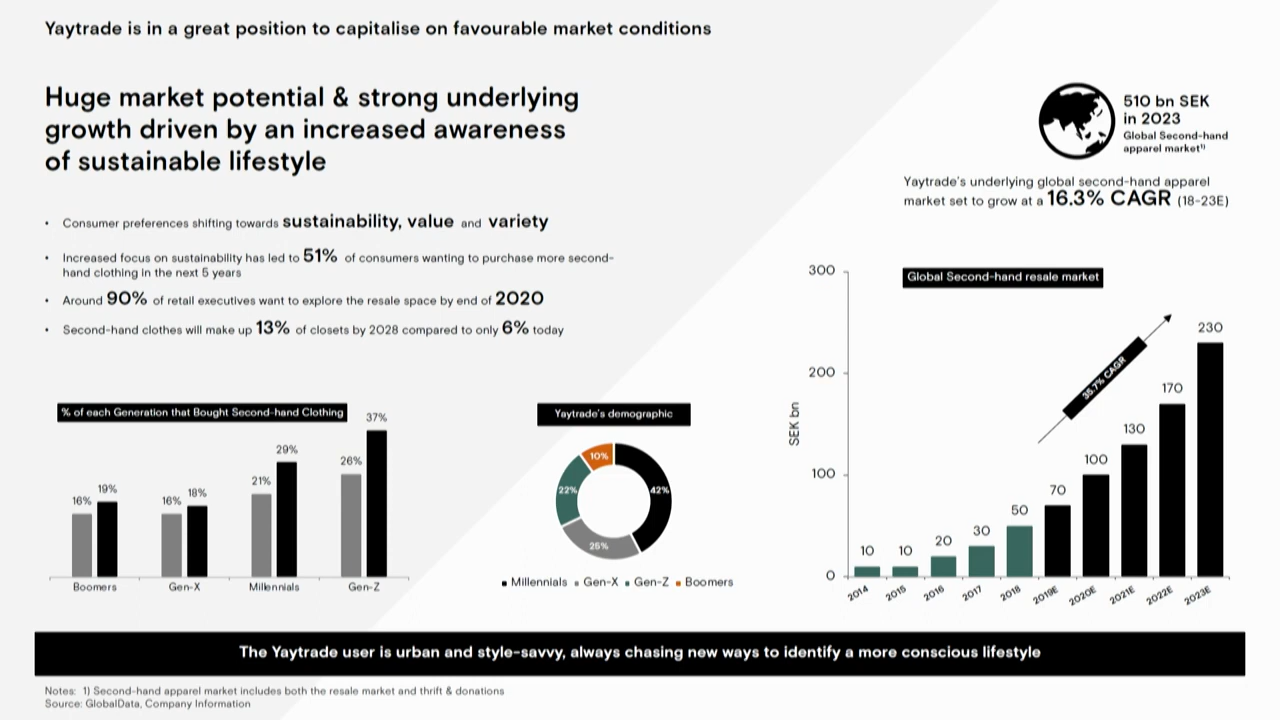 Yaytrade is in a great position to capitalise on favourable market conditions
Huge market potential & strong underlying
growth driven by an increased awareness
of sustainable lifestyle
• Consumer preferences shifting towards sustainability, value and variety
• Increased focus on sustainability has led to 51% of consumers wanting to purchase more second-
hand clothing in the next 5 years
• Around 90% of retail executives want to explore the resale space by end of 2020
• Second-hand clothes will make up 13% of closets by 2028 compared to only 6% today
510 bn SEK
in 2023
Global Second-hand
apparel market¹⁾
Yaytrade's underlying global second-hand apparel
market set to grow at a 16.3% CAGR (18-23E)
% of each Generation that Bought Second-hand Clothing
16% 19% 16% 18% 21% 29% 26% 37%
Boomers Gen-X Millennials Gen-Z
Yaytrade's demographic
10%
22%
42%
25%
Millennials Gen-X Gen-Z Boomers
Global Second-hand resale market
SEK bn
300
200
100
0
35.7% CAGR
10 10 20 30 50 70 100 130 170 230
2014 2015 2016 2017 2018 2019E 2020E 2021E 2022E 2023E
The Yaytrade user is urban and style-savvy, always chasing new ways to identify a more conscious lifestyle
Notes: 1) Second-hand apparel market includes both the resale market and thrift & donations
Source: GlobalData, Company Information